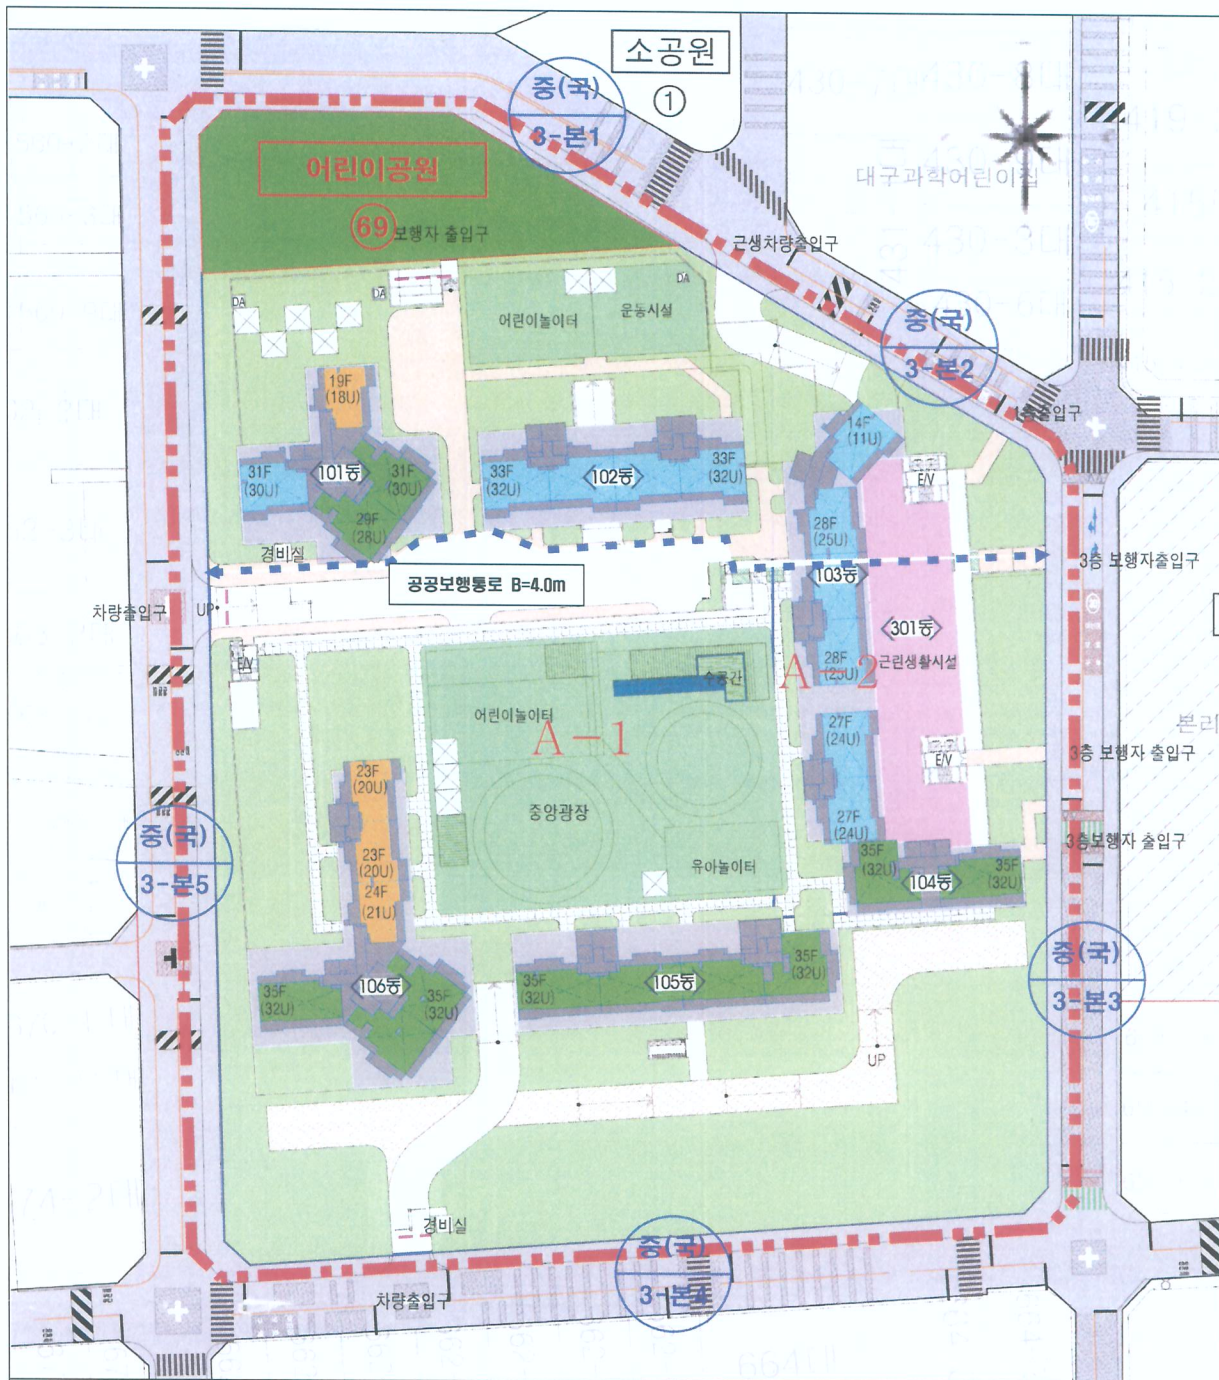 소공원
①
중(국)
3-본1
어린이공원
69
보행자 출입구
대구과학어린이집
근생차량출입구
중(국)
3-본2
1층출입구
DA
DA
DA
어린이놀이터
운동시설
19F
(18U)
31F
(30U)
101동
31F
(30U)
29F
(28U)
33F
(32U)
102동
33F
(32U)
14F
(11U)
E/V
28F
(25U)
경비실
공공보행통로 B=4.0m
103동
3층 보행자출입구
차량출입구
UP
301동
근린생활시설
28F
(25U)
E/V
수공간
A-2
어린이놀이터
A-1
본리
27F
(24U)
E/V
3층 보행자 출입구
23F
(20U)
중앙광장
27F
(24U)
3층보행자 출입구
중(국)
3-본5
23F
(20U)
24F
(21U)
유아놀이터
35F
(32U)
104동
35F
(32U)
중(국)
3-본3
35F
(32U)
106동
35F
(32U)
35F
(32U)
105동
35F
(32U)
UP
경비실
중(국)
3-본4
차량출입구